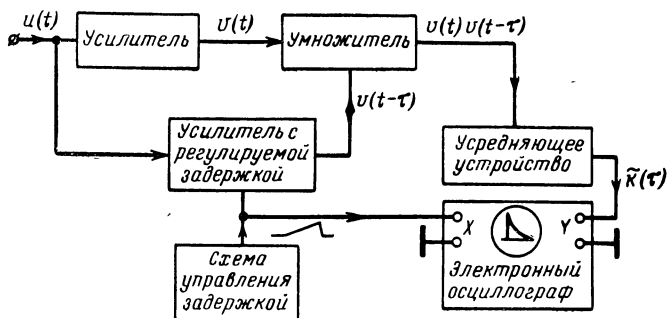 u(t)
Усилитель
υ(t)
Умножитель
υ(t) υ(t-τ)
υ(t-τ)
Усилитель с
регулируемой
задержкой
Усредняющее
устройство
K̃(τ)
X
Y
Схема
управления
задержкой
Электронный
осциллограф